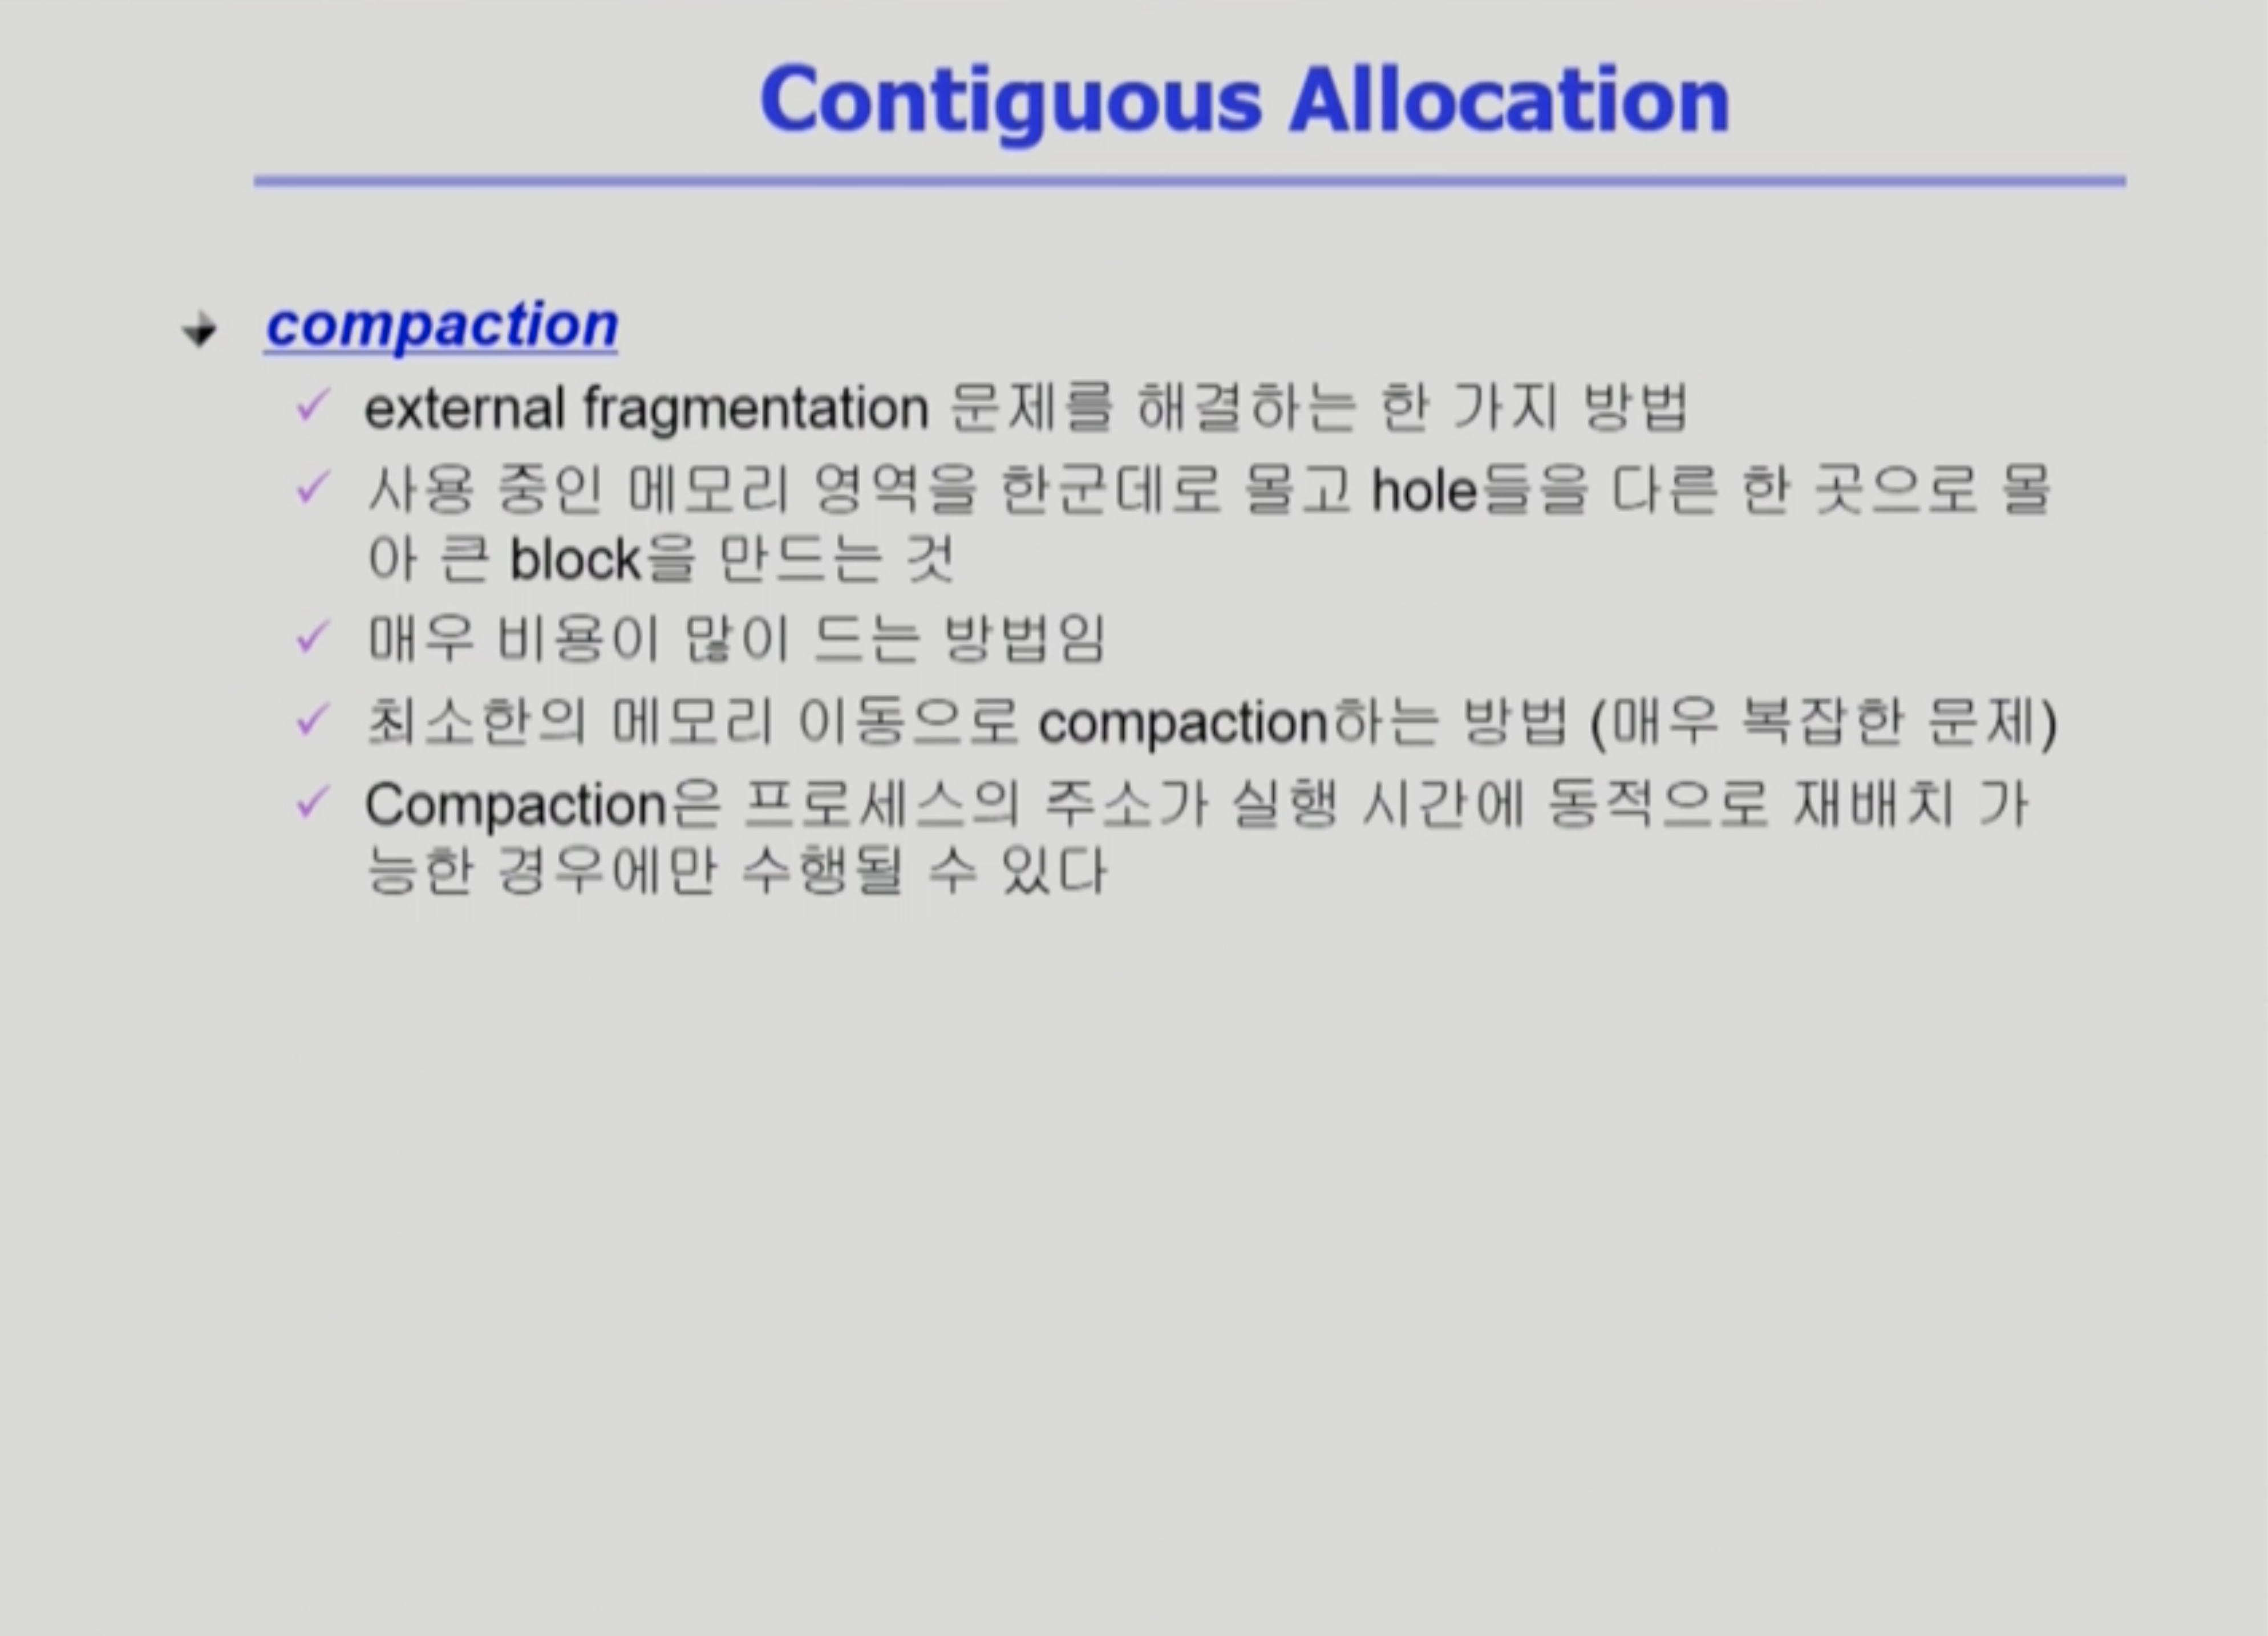 Contiguous Allocation
compaction
external fragmentation 문제를 해결하는 한 가지 방법
사용 중인 메모리 영역을 한군데로 몰고 hole들을 다른 한 곳으로 몰
아 큰 block을 만드는 것
매우 비용이 많이 드는 방법임
최소한의 메모리 이동으로 compaction하는 방법 (매우 복잡한 문제)
Compaction은 프로세스의 주소가 실행 시간에 동적으로 재배치 가
능한 경우에만 수행될 수 있다